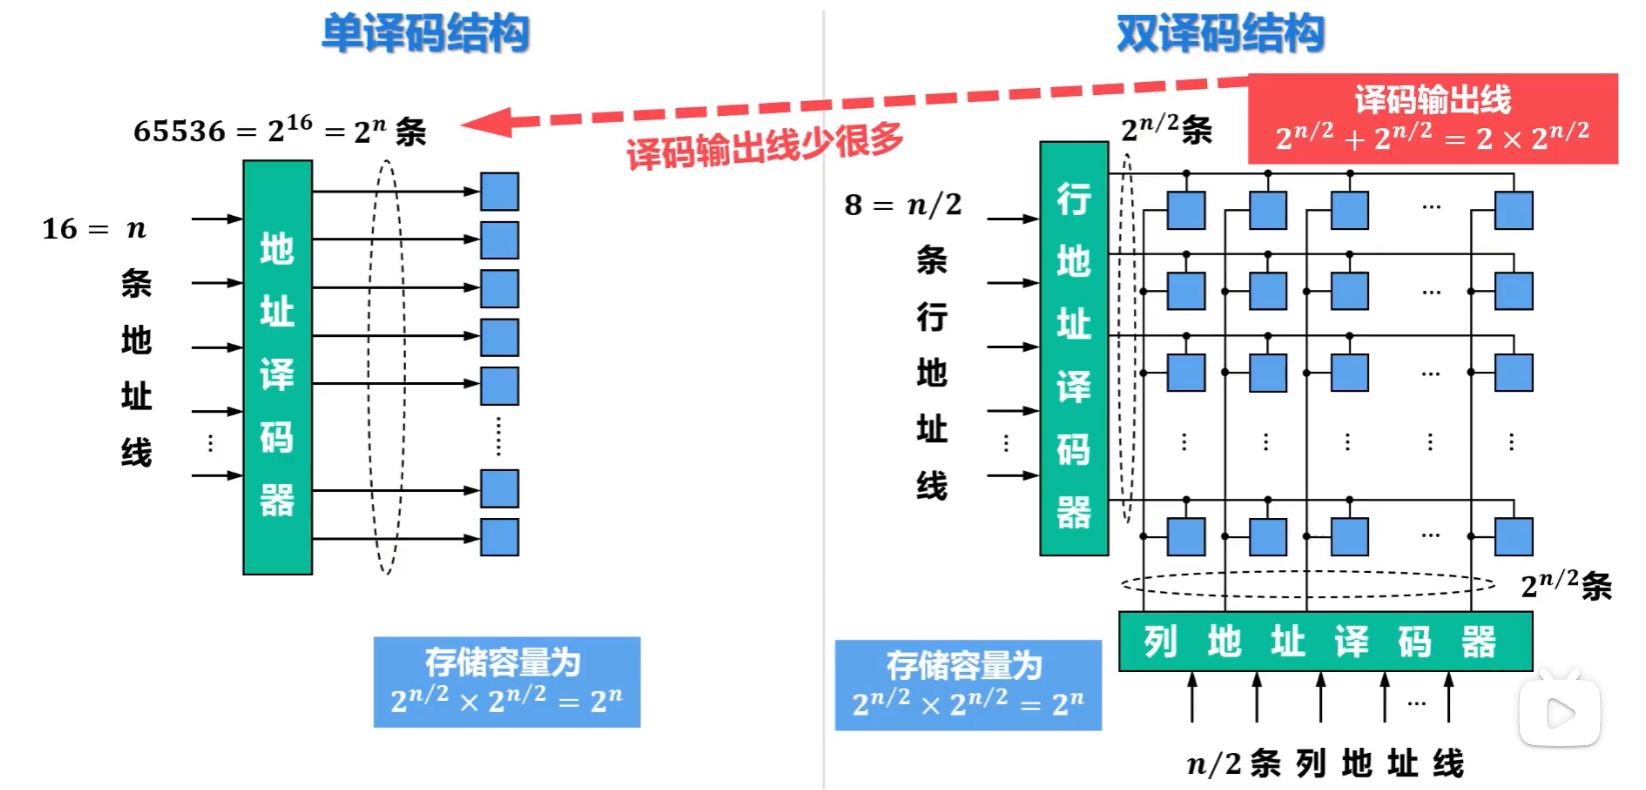 单译码结构
65536 = 2^16 = 2^n 条
16 = n
条
地
址
线
⋮
地
址
译
码
器
……
存储容量为
2^{n/2} × 2^{n/2} = 2^n
译码输出线少很多
双译码结构
译码输出线
2^{n/2} + 2^{n/2} = 2 × 2^{n/2}
2^{n/2}条
8 = n/2
条
行
地
址
线
⋮
行
地
址
译
码
器
…
…
…
⋮ ⋮ ⋮ ⋮ ⋮
…
2^{n/2}条
列地址译码器
…
n/2 条列地址线
存储容量为
2^{n/2} × 2^{n/2} = 2^n